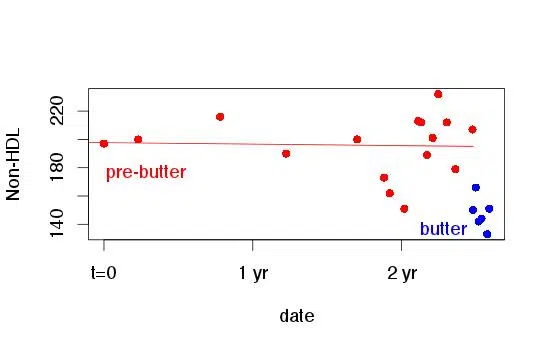 Non-HDL
220
180
140
pre-butter
butter
t=0 1 yr 2 yr
date